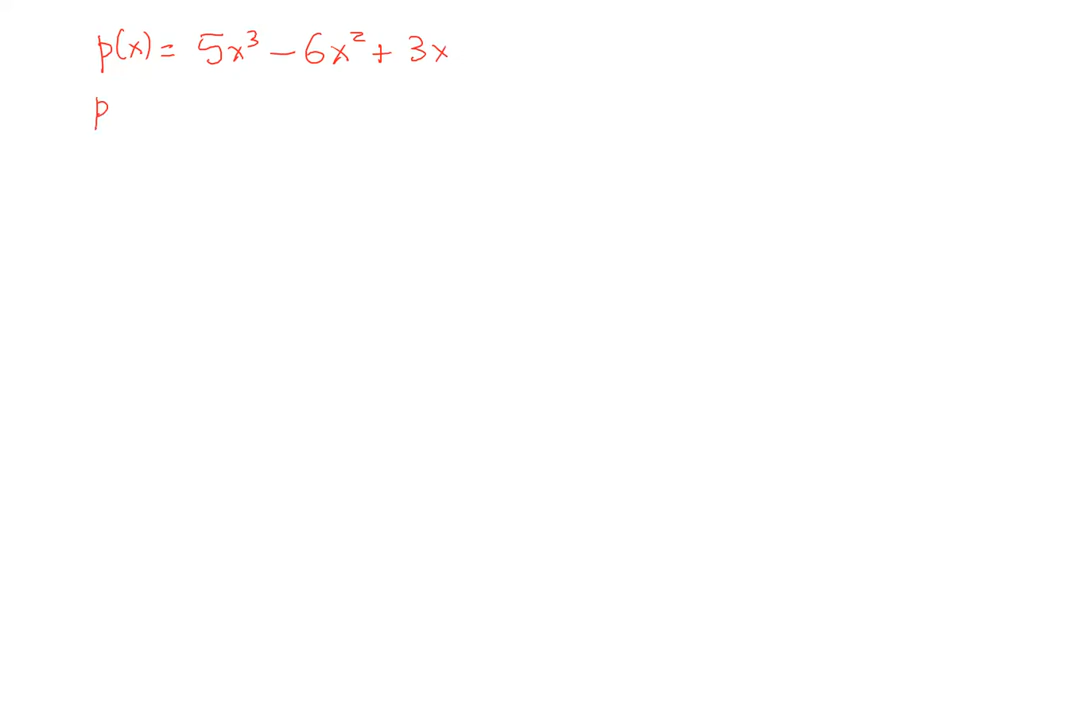 p(x) = 5x³ - 6x² + 3x
p